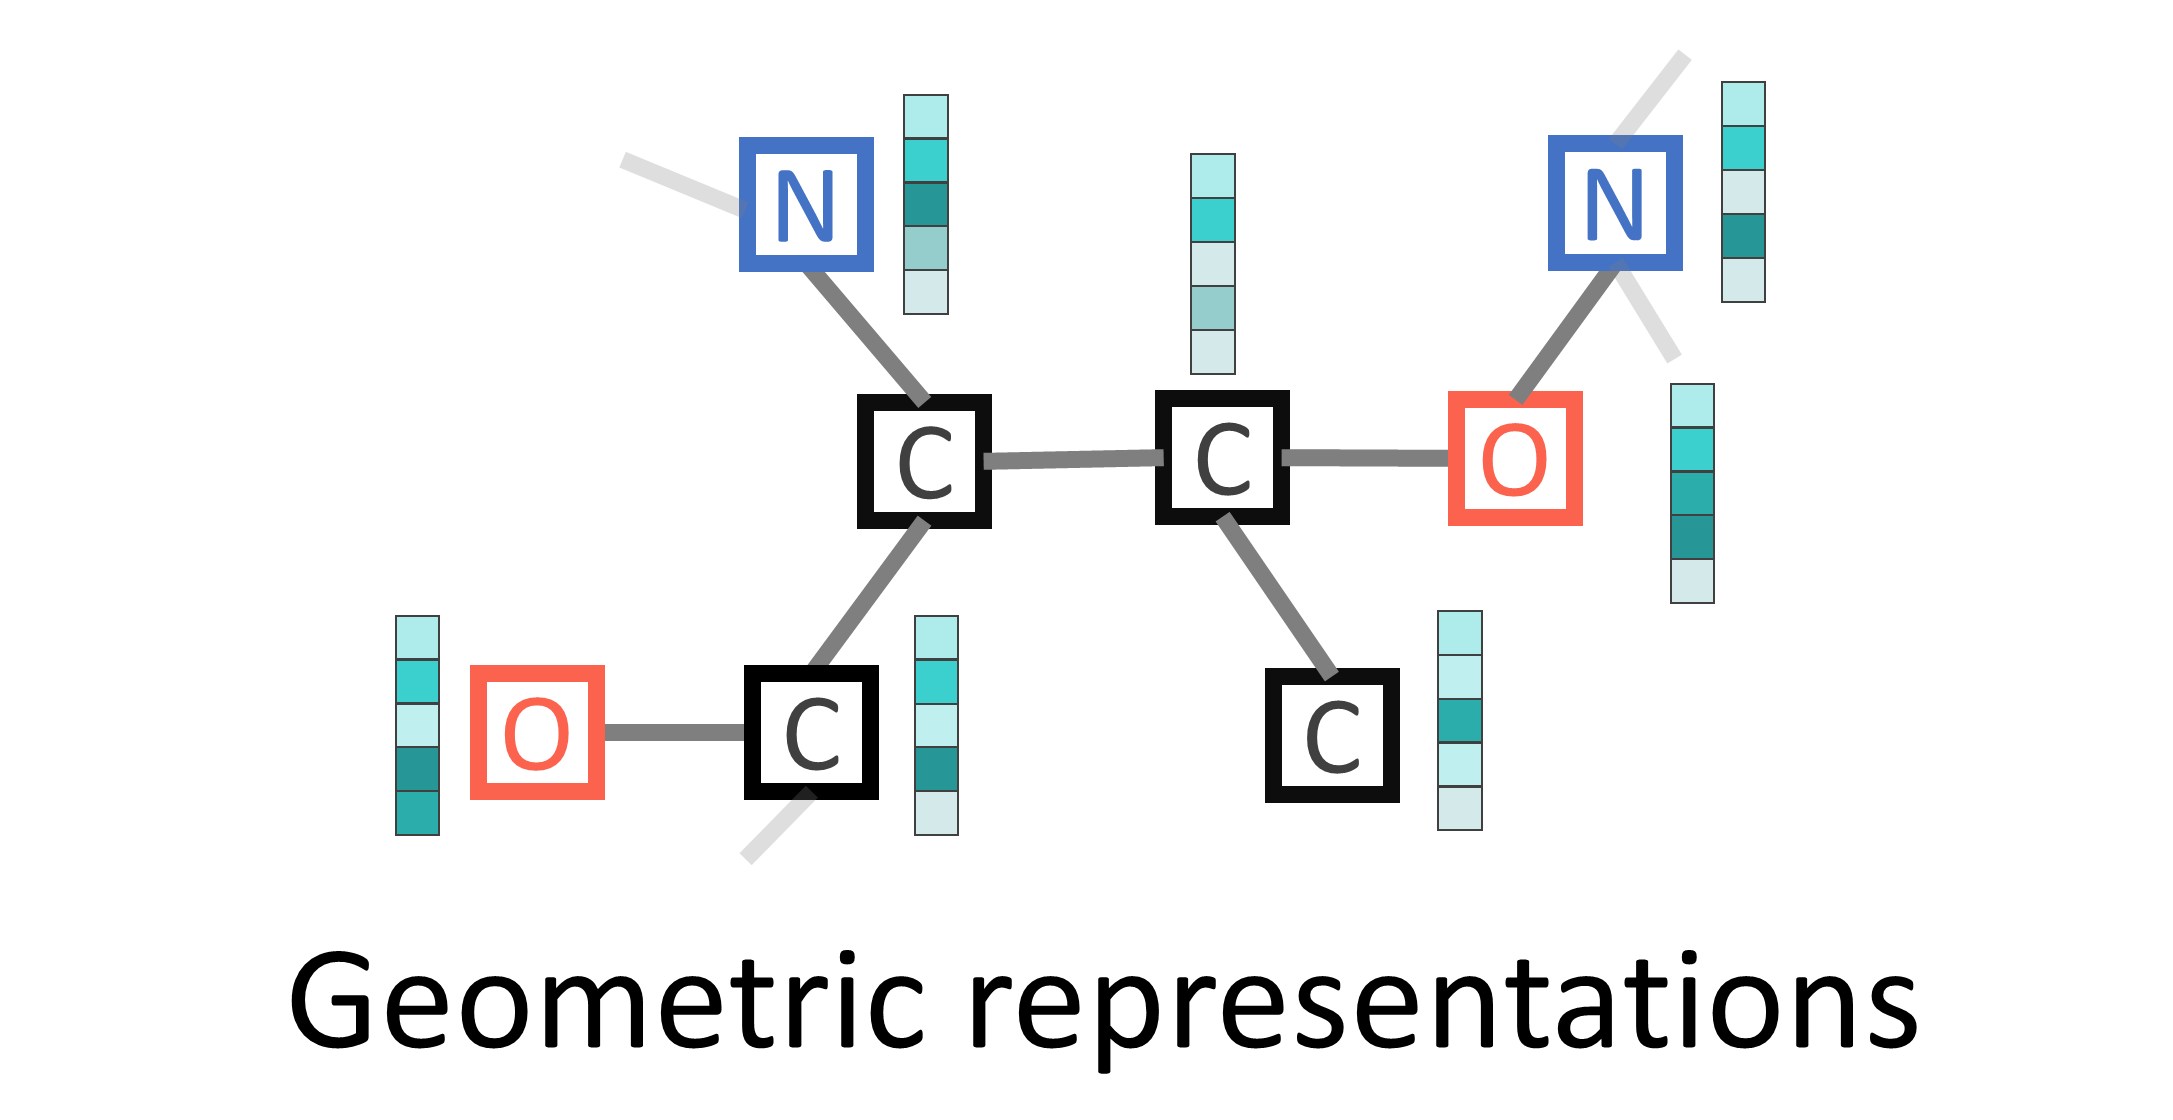 N N
C C O
O C C
Geometric representations